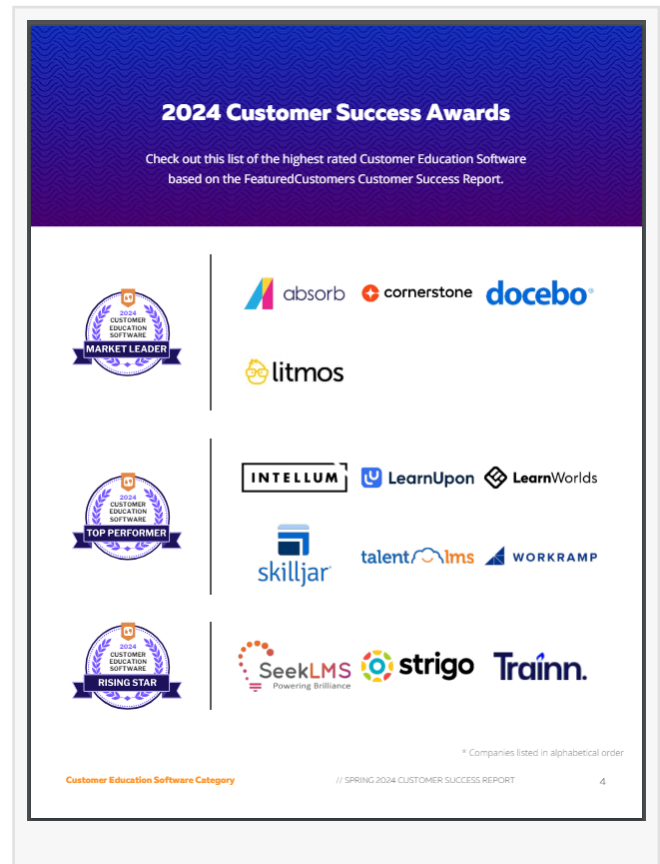 2024 Customer Success Awards
Check out this list of the highest rated Customer Education Software
based on the FeaturedCustomers Customer Success Report.
2024
CUSTOMER
EDUCATION
SOFTWARE
MARKET LEADER
absorb
cornerstone
docebo®
litmos
2024
CUSTOMER
EDUCATION
SOFTWARE
TOP PERFORMER
INTELLUM
LearnUpon
LearnWorlds
skilljar
talent lms
WORKRAMP
2024
CUSTOMER
EDUCATION
SOFTWARE
RISING STAR
SeekLMS
Powering Brilliance
strigo
Trainn.
* Companies listed in alphabetical order
Customer Education Software Category
// SPRING 2024 CUSTOMER SUCCESS REPORT
4